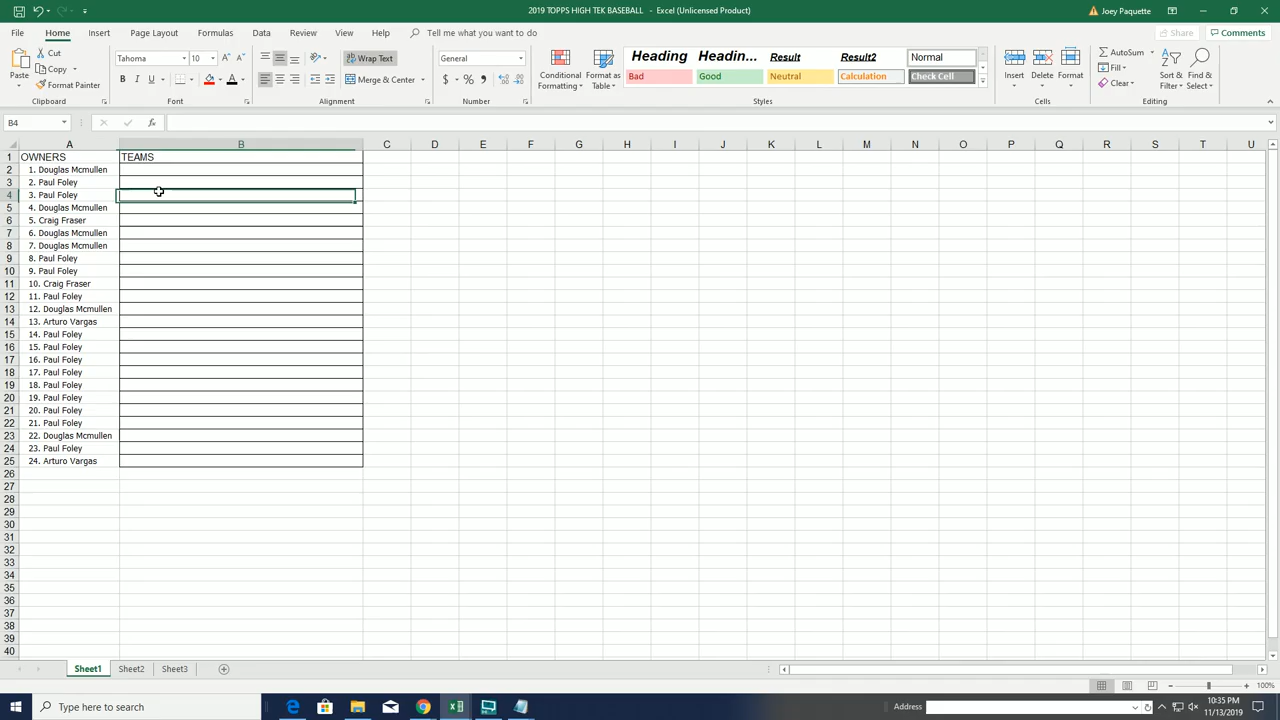 2019 TOPPS HIGH TEK BASEBALL - Excel (Unlicensed Product)
Joey Paquette
File Home Insert Page Layout Formulas Data Review View Help Tell me what you want to do
Share Comments
Paste
Cut
Copy
Format Painter
Clipboard
Tahoma 10
B I U
Font
Wrap Text
Merge & Center
Alignment
General
$ %
Number
Conditional Formatting
Format as Table
Heading Headin... Result Result2 Normal
Bad Good Neutral Calculation Check Cell
Styles
Insert Delete Format
Cells
AutoSum
Fill
Clear
Sort & Filter
Find & Select
Editing
B4 fx
A B C D E F G H I J K L M N O P Q R S T U
1 OWNERS TEAMS
2 1. Douglas Mcmullen
3 2. Paul Foley
4 3. Paul Foley
5 4. Douglas Mcmullen
6 5. Craig Fraser
7 6. Douglas Mcmullen
8 7. Douglas Mcmullen
9 8. Paul Foley
10 9. Paul Foley
11 10. Craig Fraser
12 11. Paul Foley
13 12. Douglas Mcmullen
14 13. Arturo Vargas
15 14. Paul Foley
16 15. Paul Foley
17 16. Paul Foley
18 17. Paul Foley
19 18. Paul Foley
20 19. Paul Foley
21 20. Paul Foley
22 21. Paul Foley
23 22. Douglas Mcmullen
24 23. Paul Foley
25 24. Arturo Vargas
26
27
28
29
30
31
32
33
34
35
36
37
38
39
40
Sheet1 Sheet2 Sheet3
100%
Type here to search
Address
10:35 PM
11/13/2019